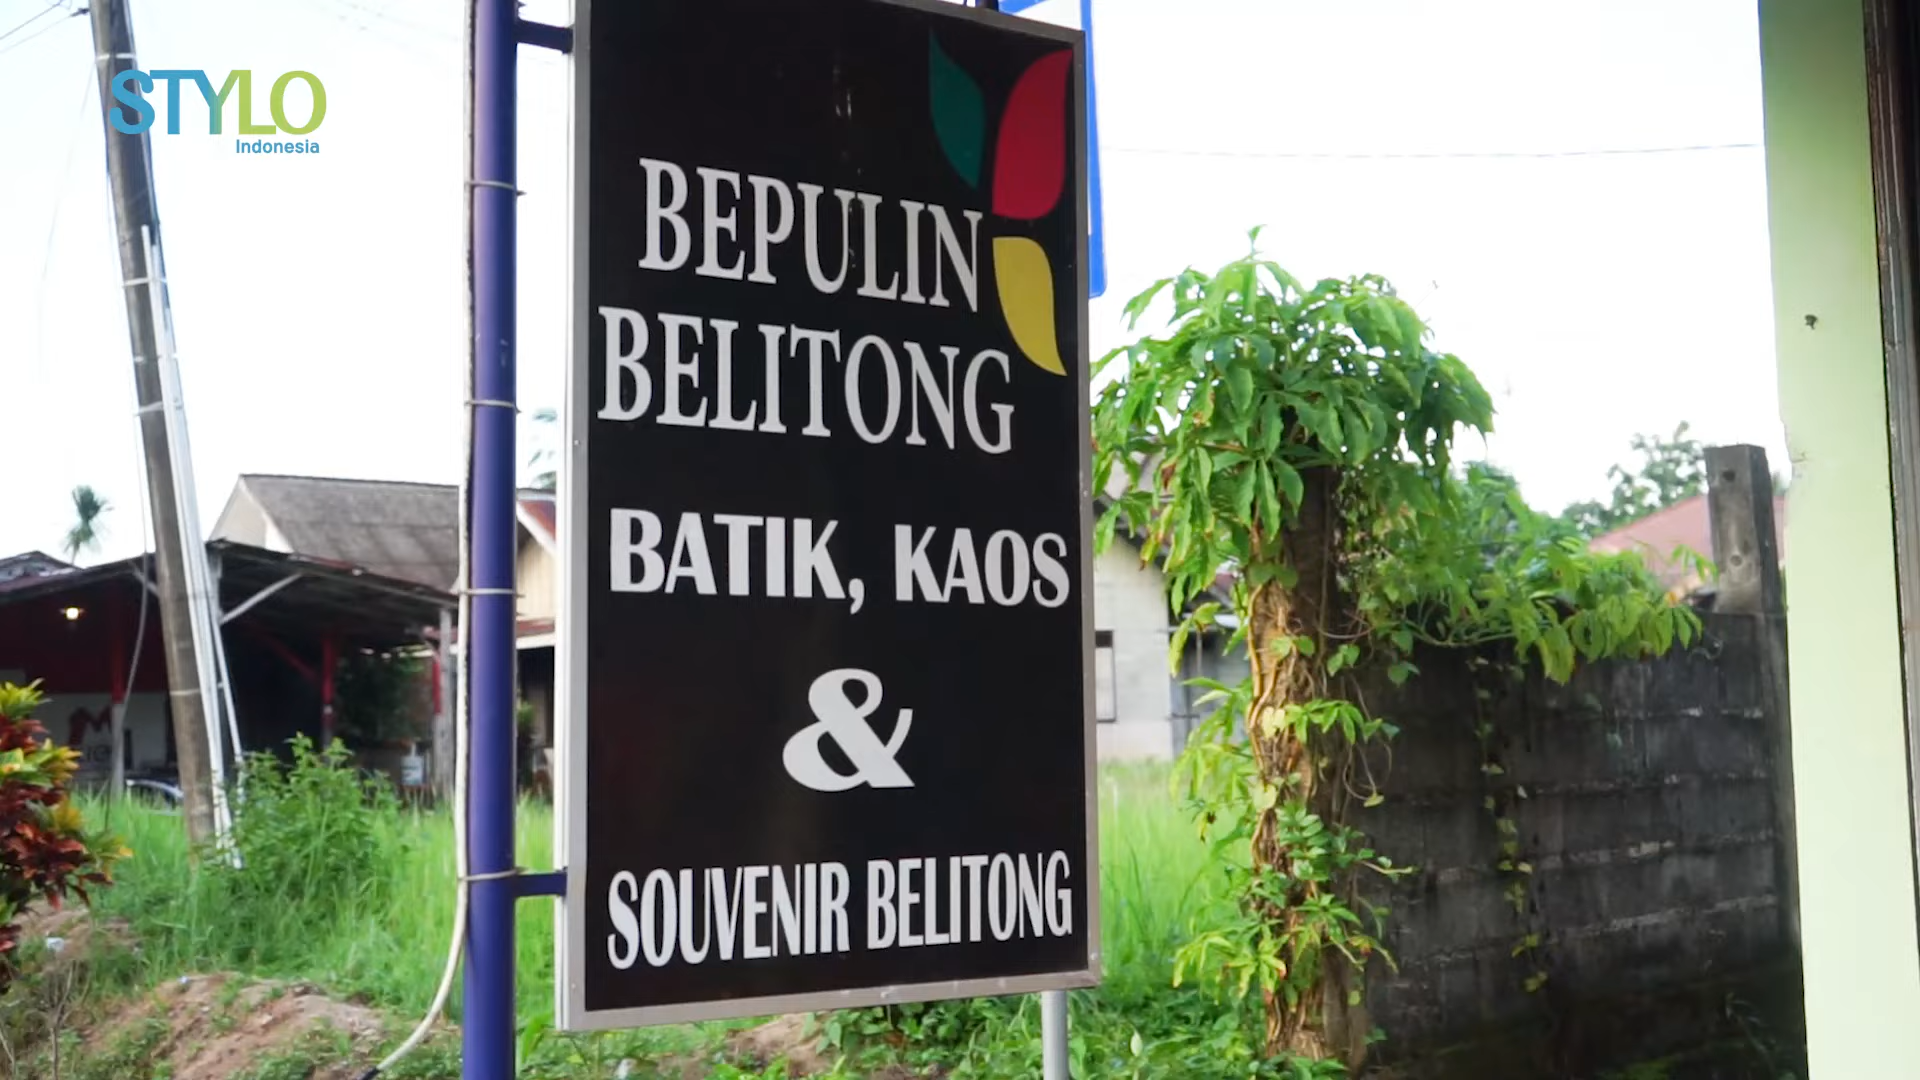 STYLO
Indonesia
BEPULIN
BELITONG
BATIK, KAOS
&
SOUVENIR BELITONG